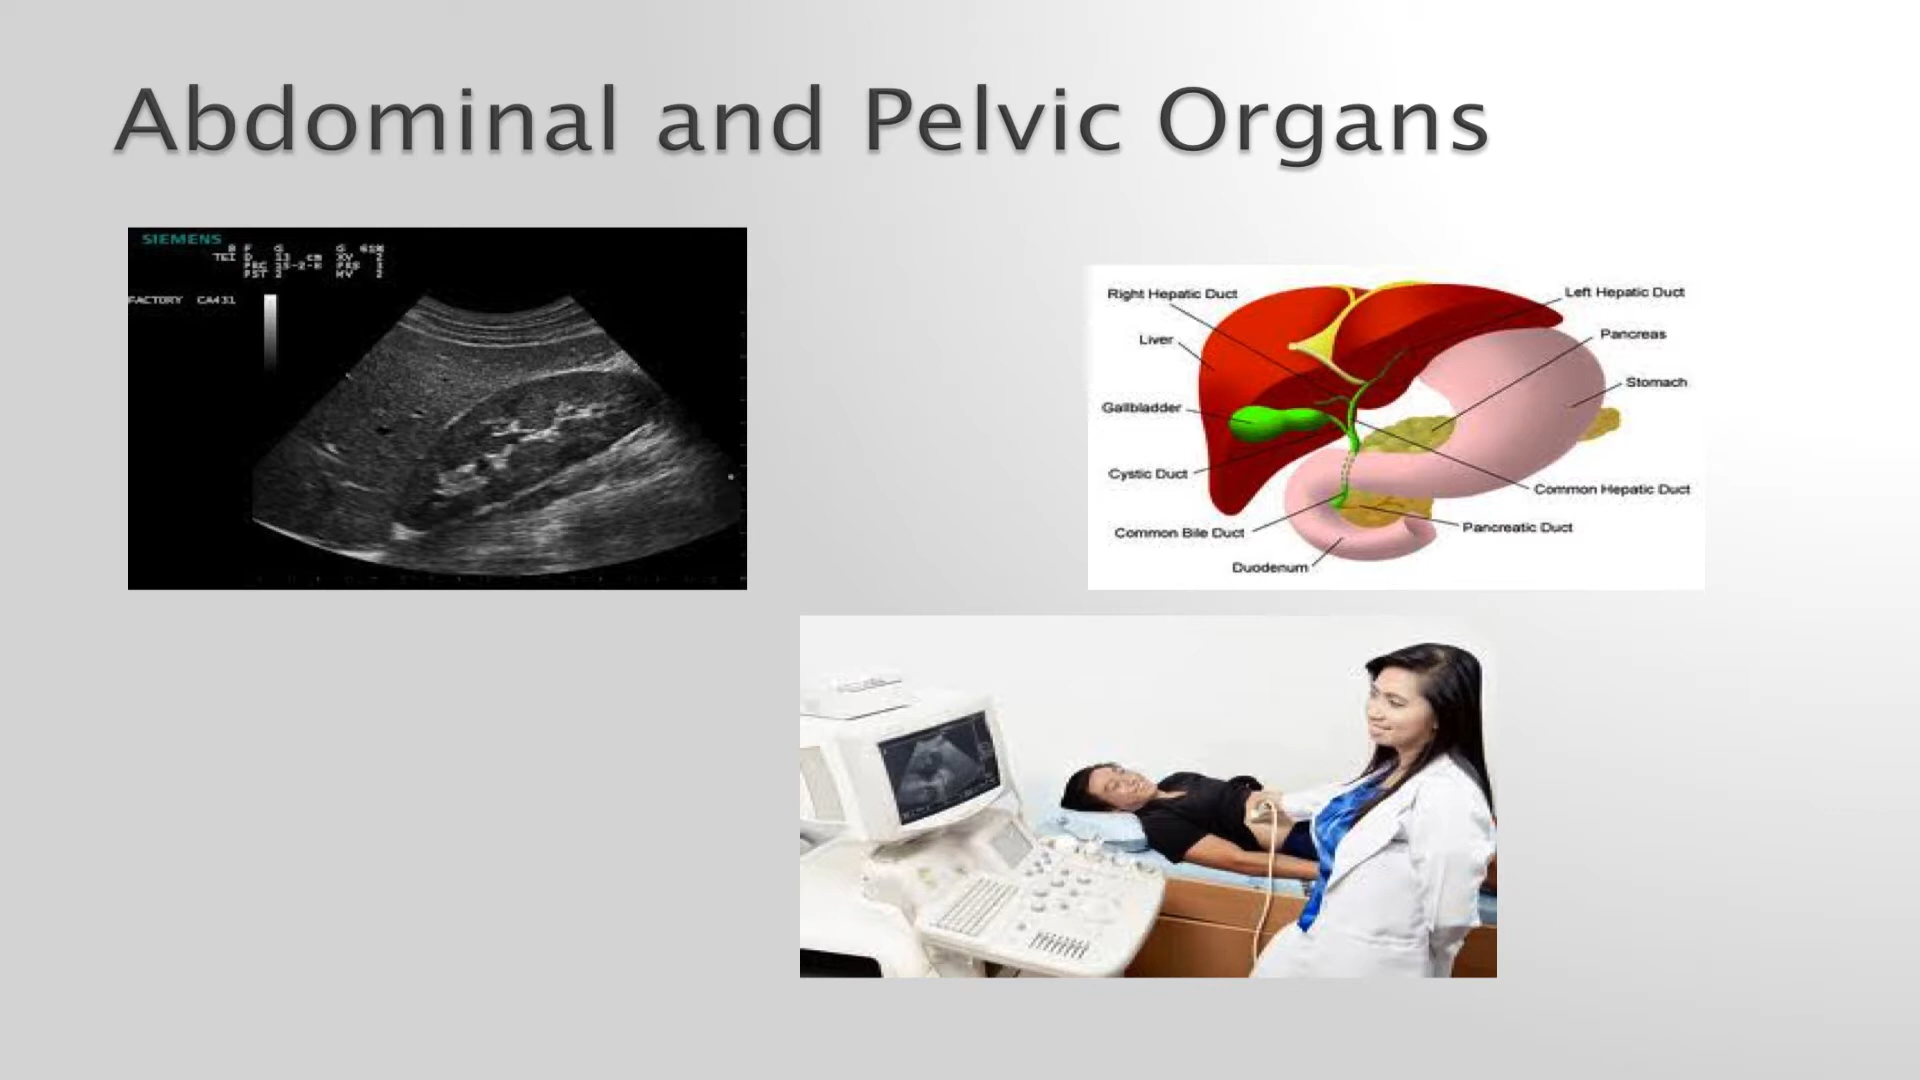 Abdominal and Pelvic Organs
SIEMENS
FACTORY CA431
Right Hepatic Duct
Left Hepatic Duct
Liver
Pancreas
Stomach
Gallbladder
Cystic Duct
Common Hepatic Duct
Common Bile Duct
Pancreatic Duct
Duodenum